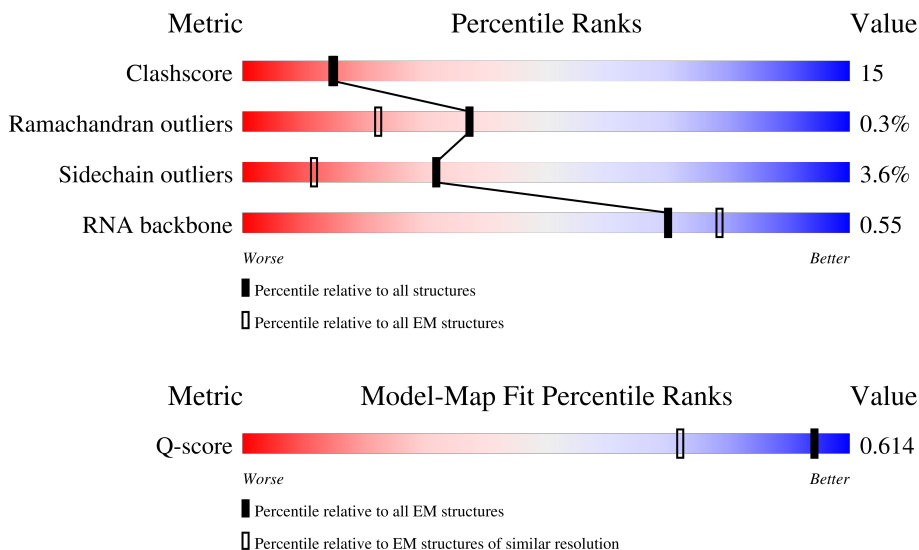 Metric Percentile Ranks Value
Clashscore 15
Ramachandran outliers 0.3%
Sidechain outliers 3.6%
RNA backbone 0.55
Worse Better
Percentile relative to all structures
Percentile relative to all EM structures
Metric Model-Map Fit Percentile Ranks Value
Q-score 0.614
Worse Better
Percentile relative to all EM structures
Percentile relative to EM structures of similar resolution